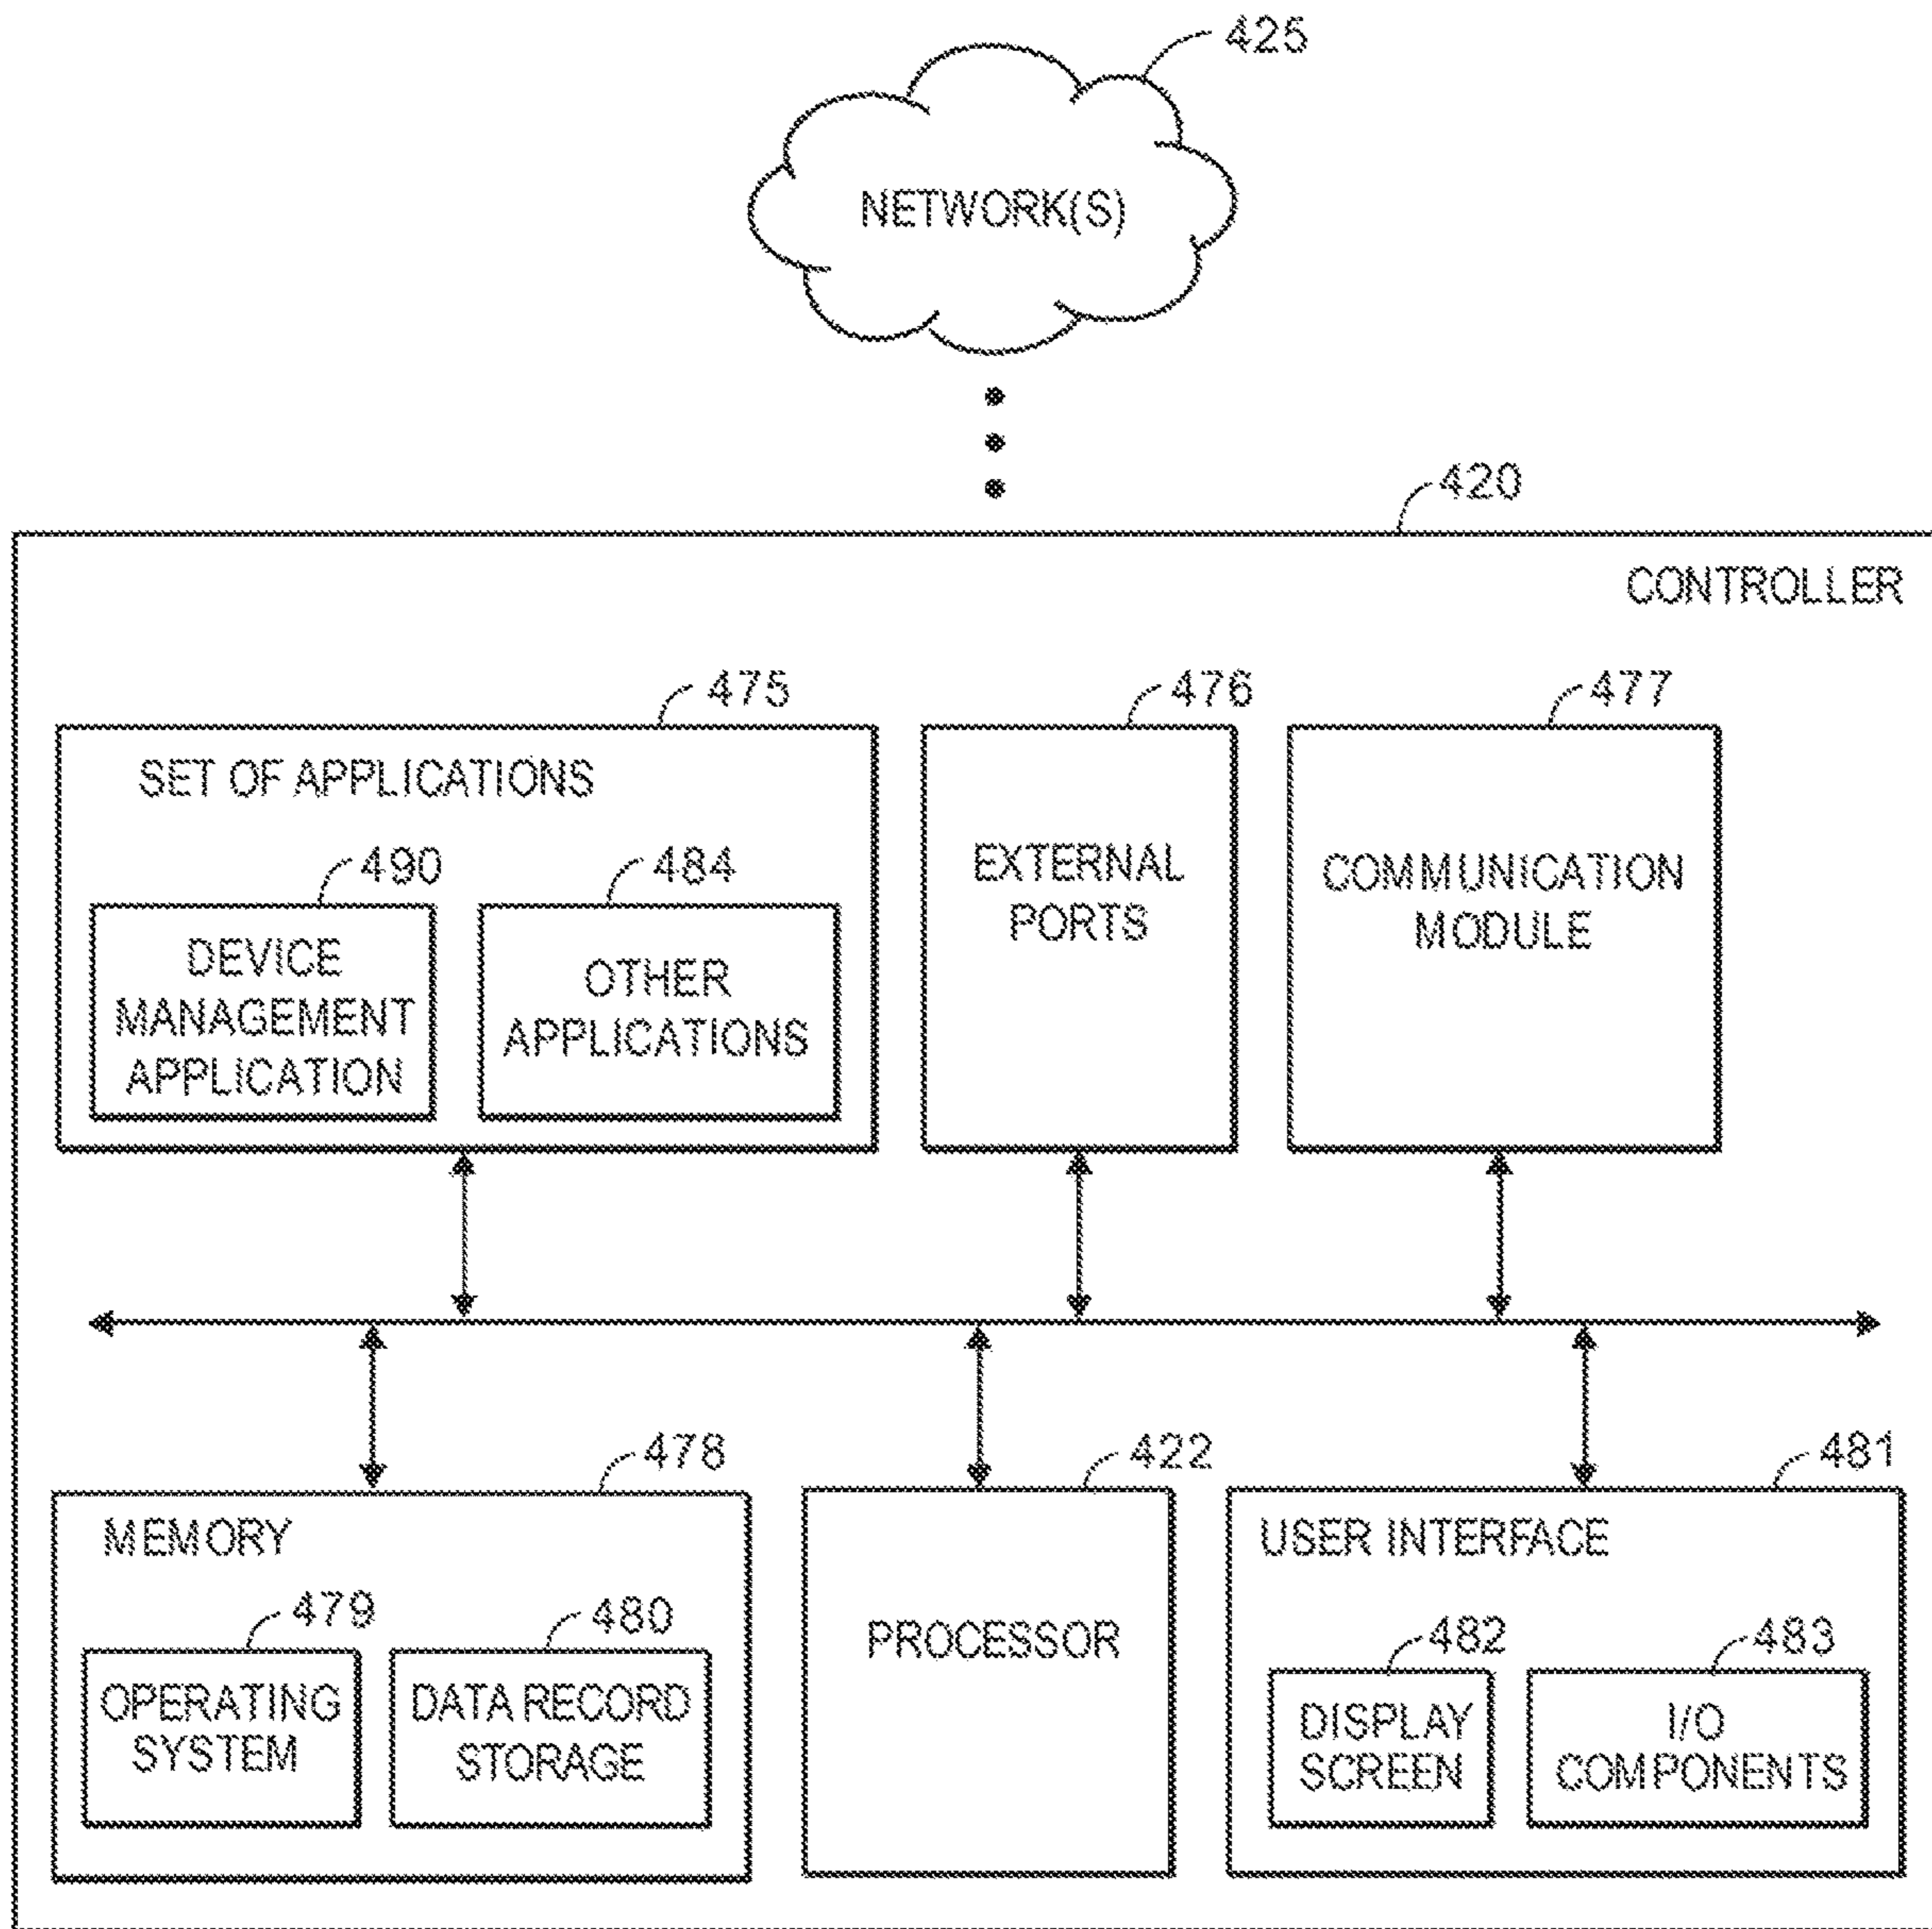 425
NETWORK(S)
420
CONTROLLER
475
476
477
SET OF APPLICATIONS
490
484
DEVICE
MANAGEMENT
APPLICATION
OTHER
APPLICATIONS
EXTERNAL
PORTS
COMMUNICATION
MODULE
478
422
481
MEMORY
479
480
OPERATING
SYSTEM
DATA RECORD
STORAGE
PROCESSOR
USER INTERFACE
482
483
DISPLAY
SCREEN
I/O
COMPONENTS